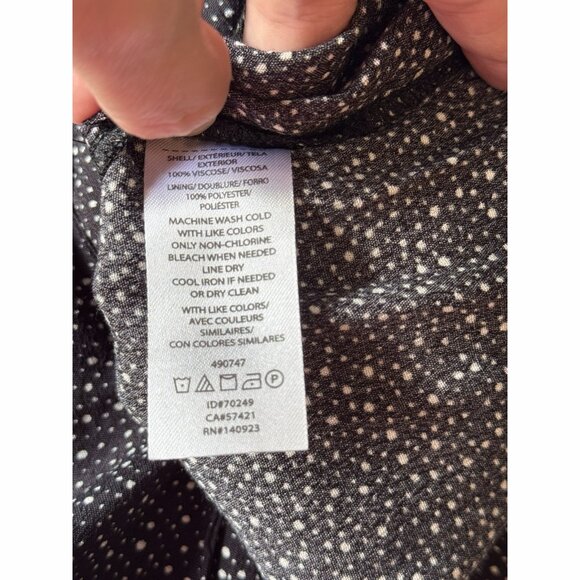 SHELL/ EXTÉRIEUR/ TELA
EXTERIOR
100% VISCOSE/ VISCOSA
LINING/ DOUBLURE/ FORRO
100% POLYESTER/
POLIÉSTER
MACHINE WASH COLD
WITH LIKE COLORS
ONLY NON-CHLORINE
BLEACH WHEN NEEDED
LINE DRY
COOL IRON IF NEEDED
OR DRY CLEAN
WITH LIKE COLORS/
AVEC COULEURS
SIMILAIRES/
CON COLORES SIMILARES
490747
P
ID#70249
CA#57421
RN#140923